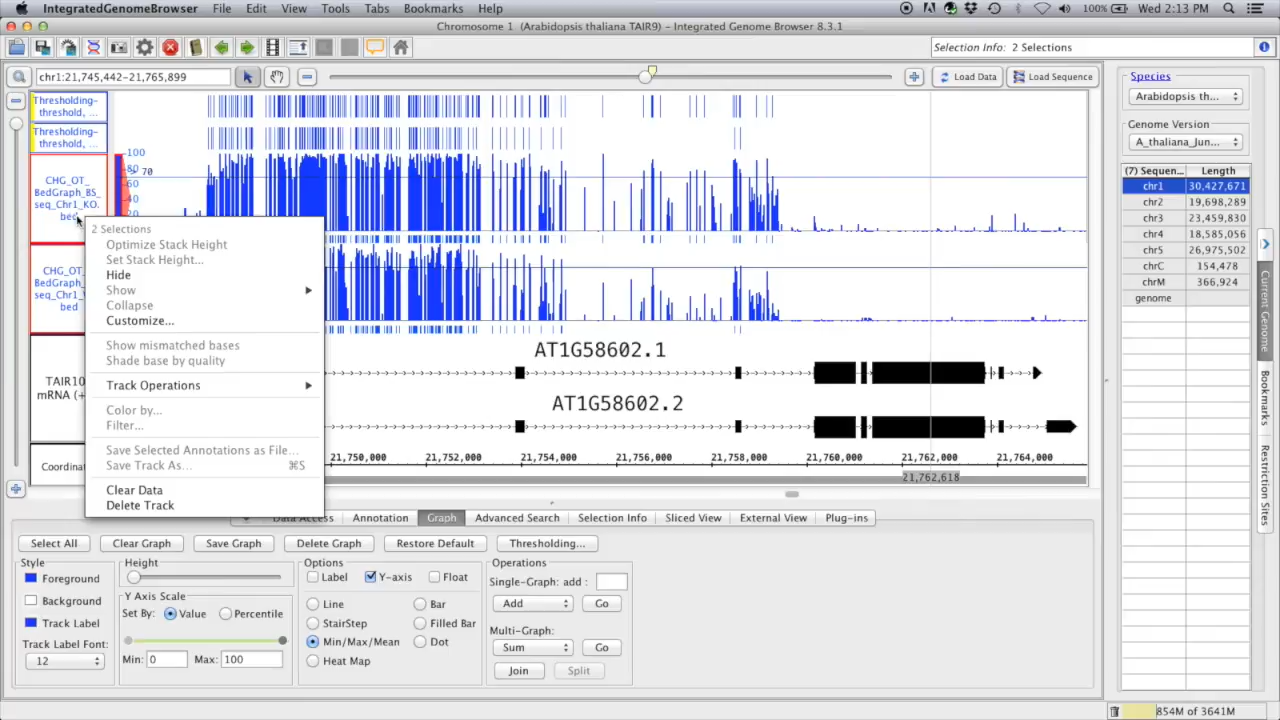 IntegratedGenomeBrowser File Edit View Tools Tabs Bookmarks Help 100% Wed 2:13 PM
Chromosome 1 (Arabidopsis thaliana TAIR9) - Integrated Genome Browser 8.3.1
Selection Info: 2 Selections
chr1:21,745,442-21,765,899
Load Data
Load Sequence
Thresholding-
threshold, ...
Thresholding-
threshold, ...
CHG_OT_
BedGraph_BS_
seq_Chr1_KO.
bed
100
80
70
60
40
20
CHG_OT_
BedGraph_
seq_Chr1_
bed
TAIR10
mRNA (+
Coordina
2 Selections
Optimize Stack Height
Set Stack Height...
Hide
Show
Collapse
Customize...
Show mismatched bases
Shade base by quality
Track Operations
Color by...
Filter...
Save Selected Annotations as File...
Save Track As... ⌘S
Clear Data
Delete Track
AT1G58602.1
AT1G58602.2
21,750,000 21,752,000 21,754,000 21,756,000 21,758,000 21,760,000 21,762,000 21,764,000
21,762,618
Species
Arabidopsis th...
Genome Version
A_thaliana_Jun...
(7) Sequen... Length
chr1 30,427,671
chr2 19,698,289
chr3 23,459,830
chr4 18,585,056
chr5 26,975,502
chrC 154,478
chrM 366,924
genome
Current Genome
Bookmarks
Restriction Sites
Data Access Annotation Graph Advanced Search Selection Info Sliced View External View Plug-ins
Select All Clear Graph Save Graph Delete Graph Restore Default Thresholding...
Style
Foreground
Background
Track Label
Track Label Font:
12
Height
Y Axis Scale
Set By: Value Percentile
Min: 0 Max: 100
Options
Label Y-axis Float
Line Bar
StairStep Filled Bar
Min/Max/Mean Dot
Heat Map
Operations
Single-Graph: add :
Add Go
Multi-Graph:
Sum Go
Join Split
854M of 3641M